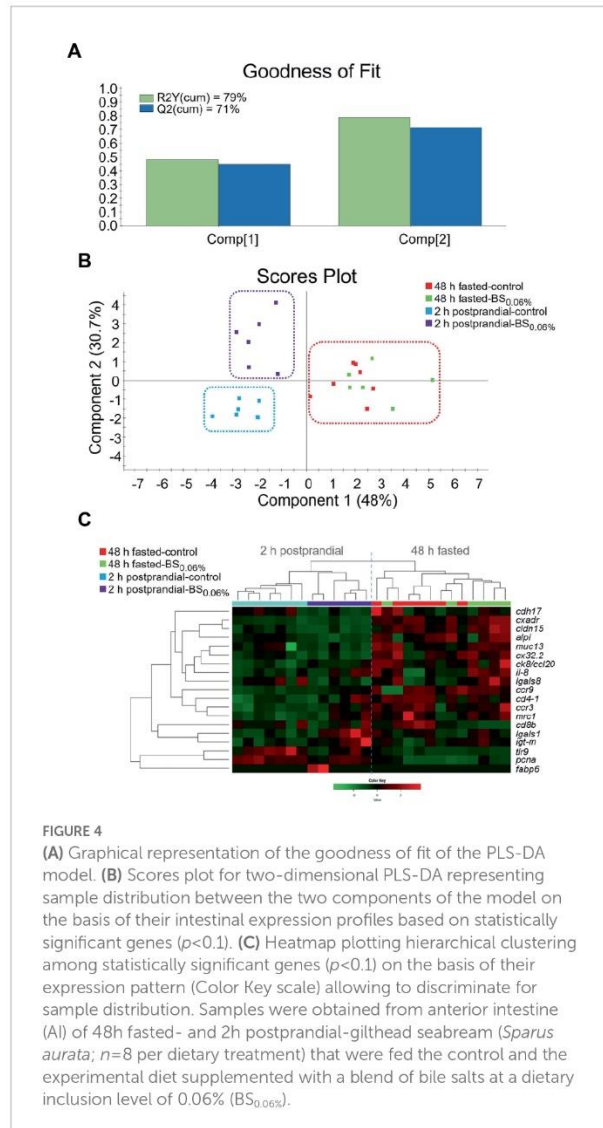 A
Goodness of Fit
R2Y(cum) = 79%
Q2(cum) = 71%
1.0
0.9
0.8
0.7
0.6
0.5
0.4
0.3
0.2
0.1
0.0
Comp[1] Comp[2]
B
Scores Plot
48 h fasted-control
48 h fasted-BS0.06%
2 h postprandial-control
2 h postprandial-BS0.06%
Component 2 (30.7%)
4
3
2
1
0
-1
-2
-3
-4
-7 -6 -5 -4 -3 -2 -1 0 1 2 3 4 5 6 7
Component 1 (48%)
C
48 h fasted-control
48 h fasted-BS0.06%
2 h postprandial-control
2 h postprandial-BS0.06%
2 h postprandial 48 h fasted
cdh17
cxadr
cldn15
alpi
muc13
cx32.2
ck8/ccl20
il-8
lgals8
ccr9
cd4-1
ccr3
mrc1
cd8b
lgals1
igt-m
tlr9
pcna
fabp6
Color Key
Value
FIGURE 4
(A) Graphical representation of the goodness of fit of the PLS-DA
model. (B) Scores plot for two-dimensional PLS-DA representing
sample distribution between the two components of the model on
the basis of their intestinal expression profiles based on statistically
significant genes (p<0.1). (C) Heatmap plotting hierarchical clustering
among statistically significant genes (p<0.1) on the basis of their
expression pattern (Color Key scale) allowing to discriminate for
sample distribution. Samples were obtained from anterior intestine
(AI) of 48h fasted- and 2h postprandial-gilthead seabream (Sparus
aurata; n=8 per dietary treatment) that were fed the control and the
experimental diet supplemented with a blend of bile salts at a dietary
inclusion level of 0.06% (BS0.06%).